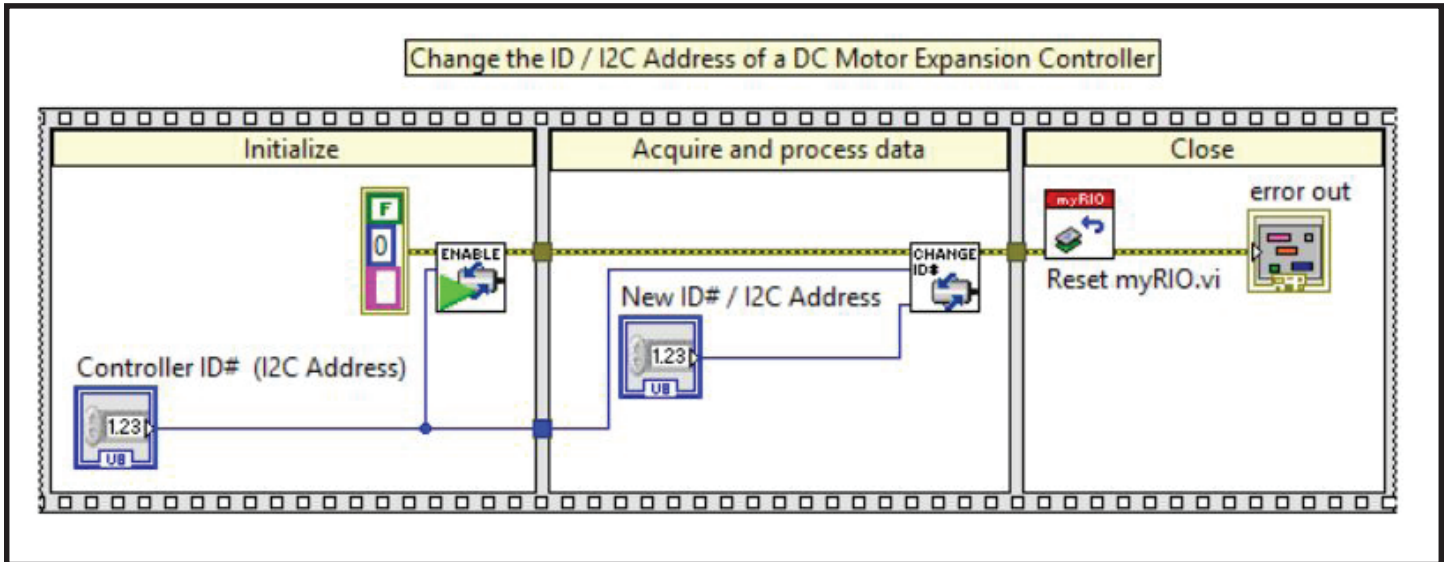 Change the ID / I2C Address of a DC Motor Expansion Controller
Initialize
Acquire and process data
Close
F
0
ENABLE
Controller ID# (I2C Address)
1.23
U8
CHANGE
ID#
New ID# / I2C Address
1.23
U8
myRIO
Reset myRIO.vi
error out